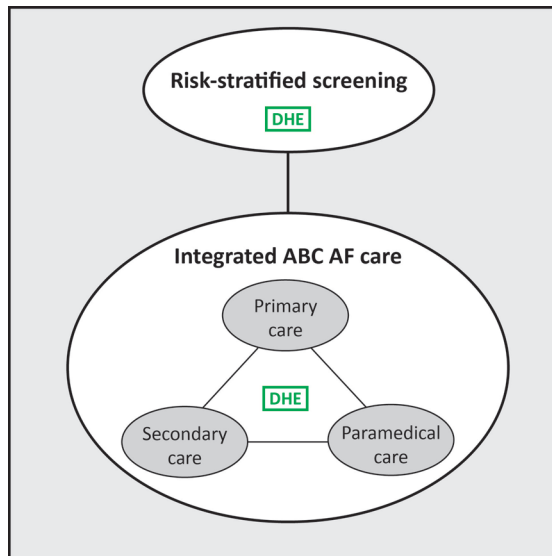 Risk-stratified screening
DHE
Integrated ABC AF care
Primary
care
DHE
Secondary
care
Paramedical
care